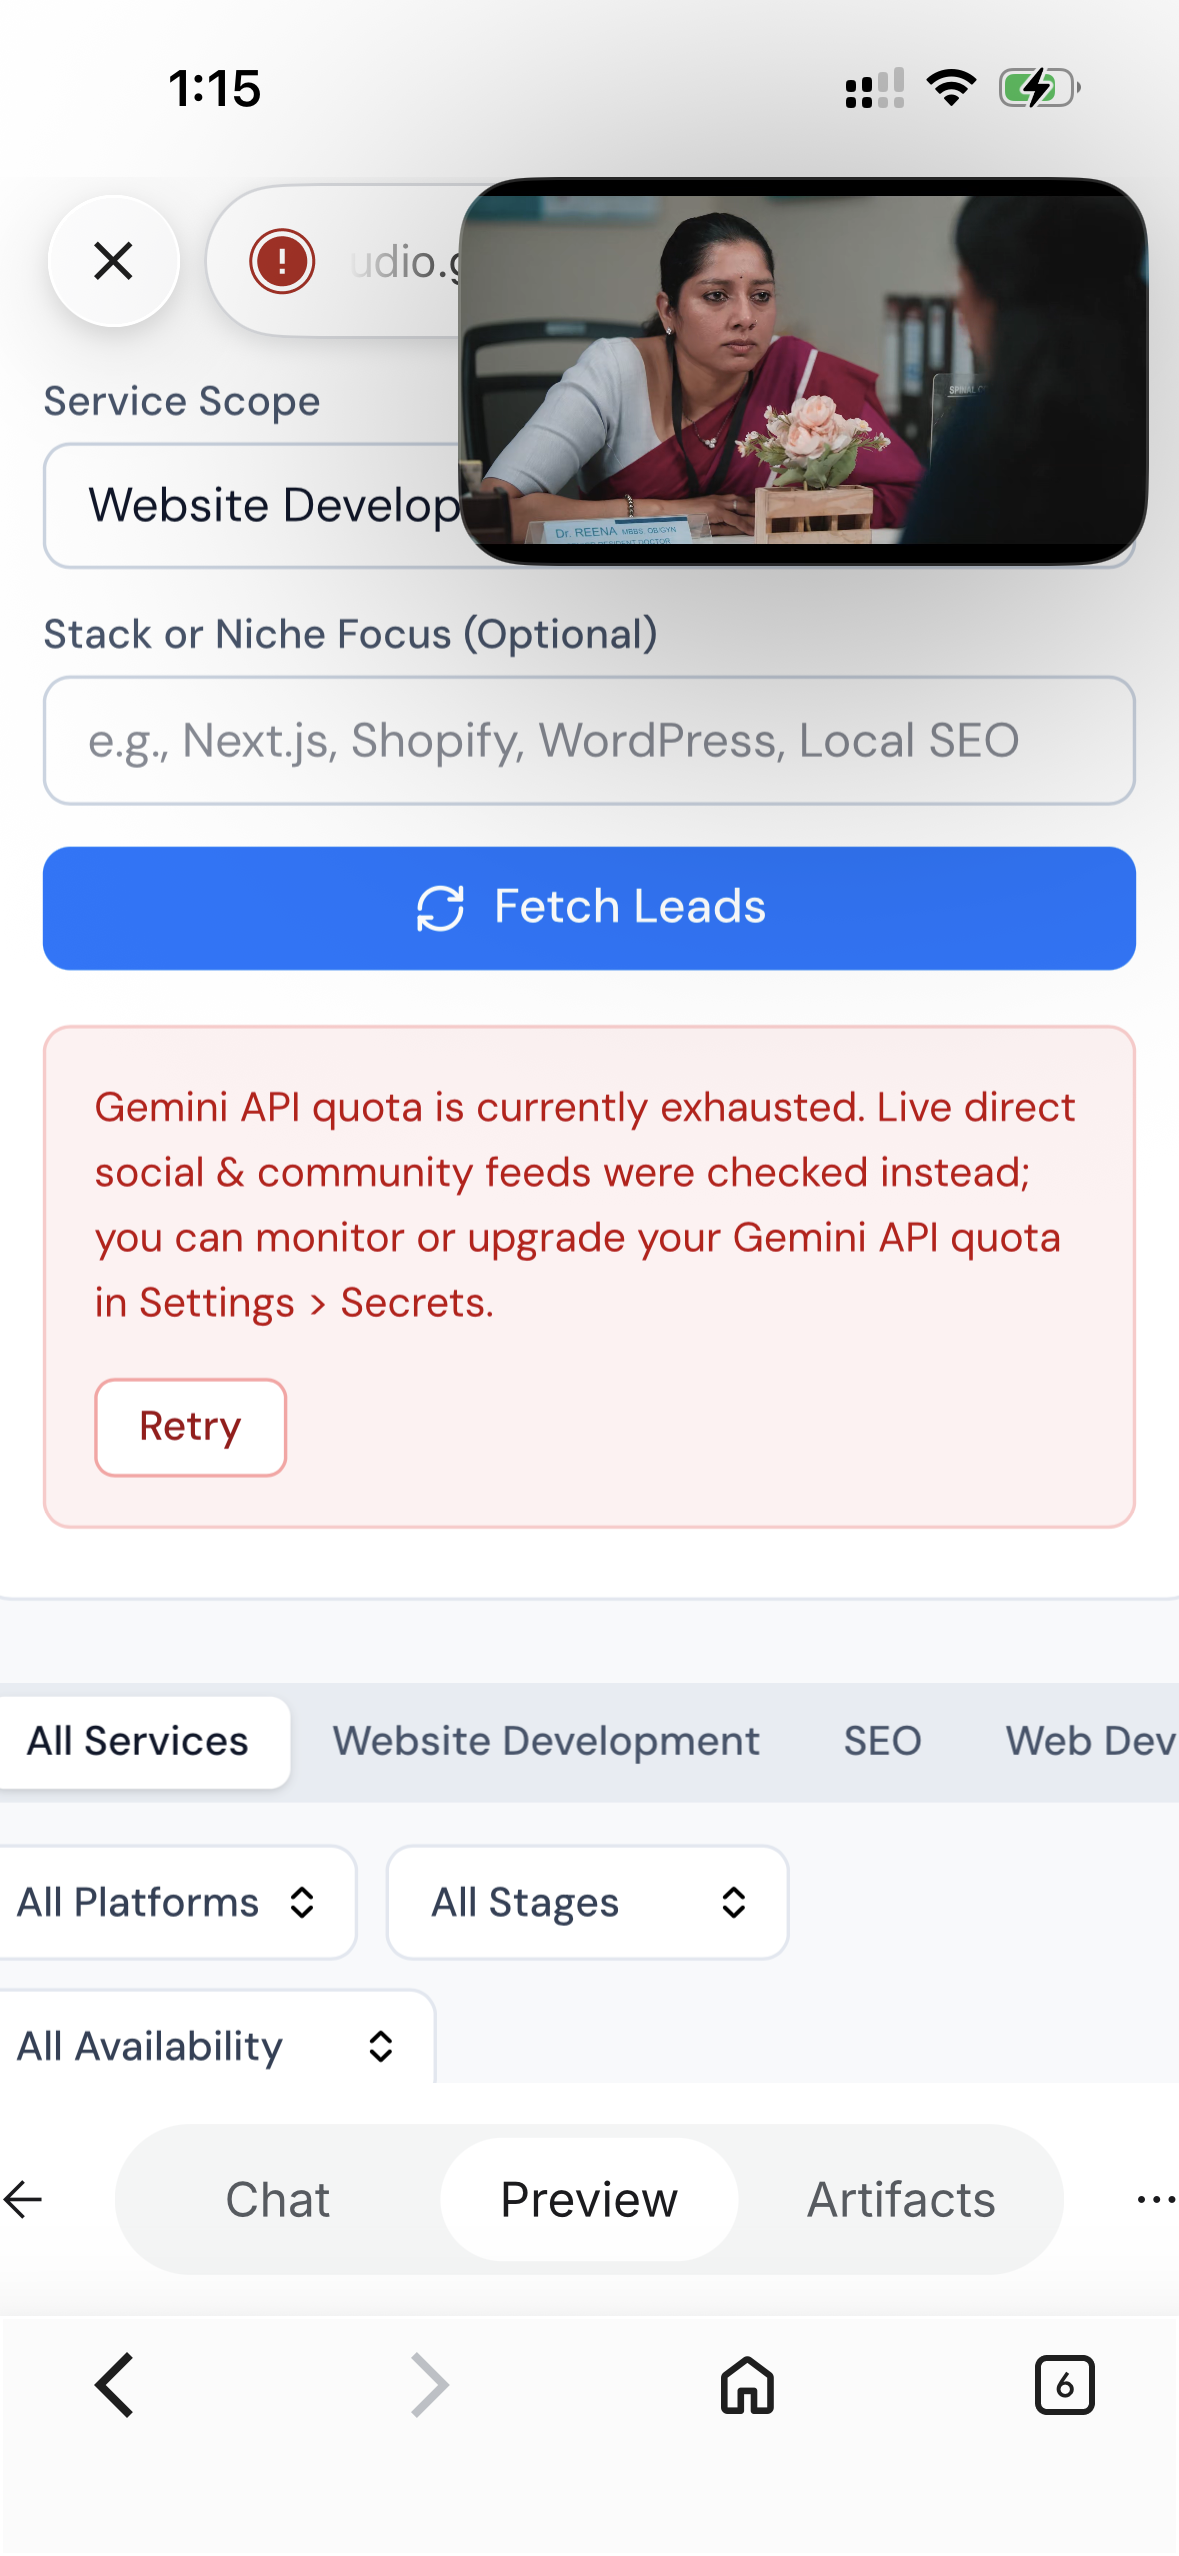 1:15
udio.g
Service Scope
Website Develop
Dr. REENA MBBS, OB/GYN
Stack or Niche Focus (Optional)
e.g., Next.js, Shopify, WordPress, Local SEO
Fetch Leads
Gemini API quota is currently exhausted. Live direct
social & community feeds were checked instead;
you can monitor or upgrade your Gemini API quota
in Settings > Secrets.
Retry
All Services Website Development SEO Web Dev
All Platforms All Stages
All Availability
Chat Preview Artifacts
6